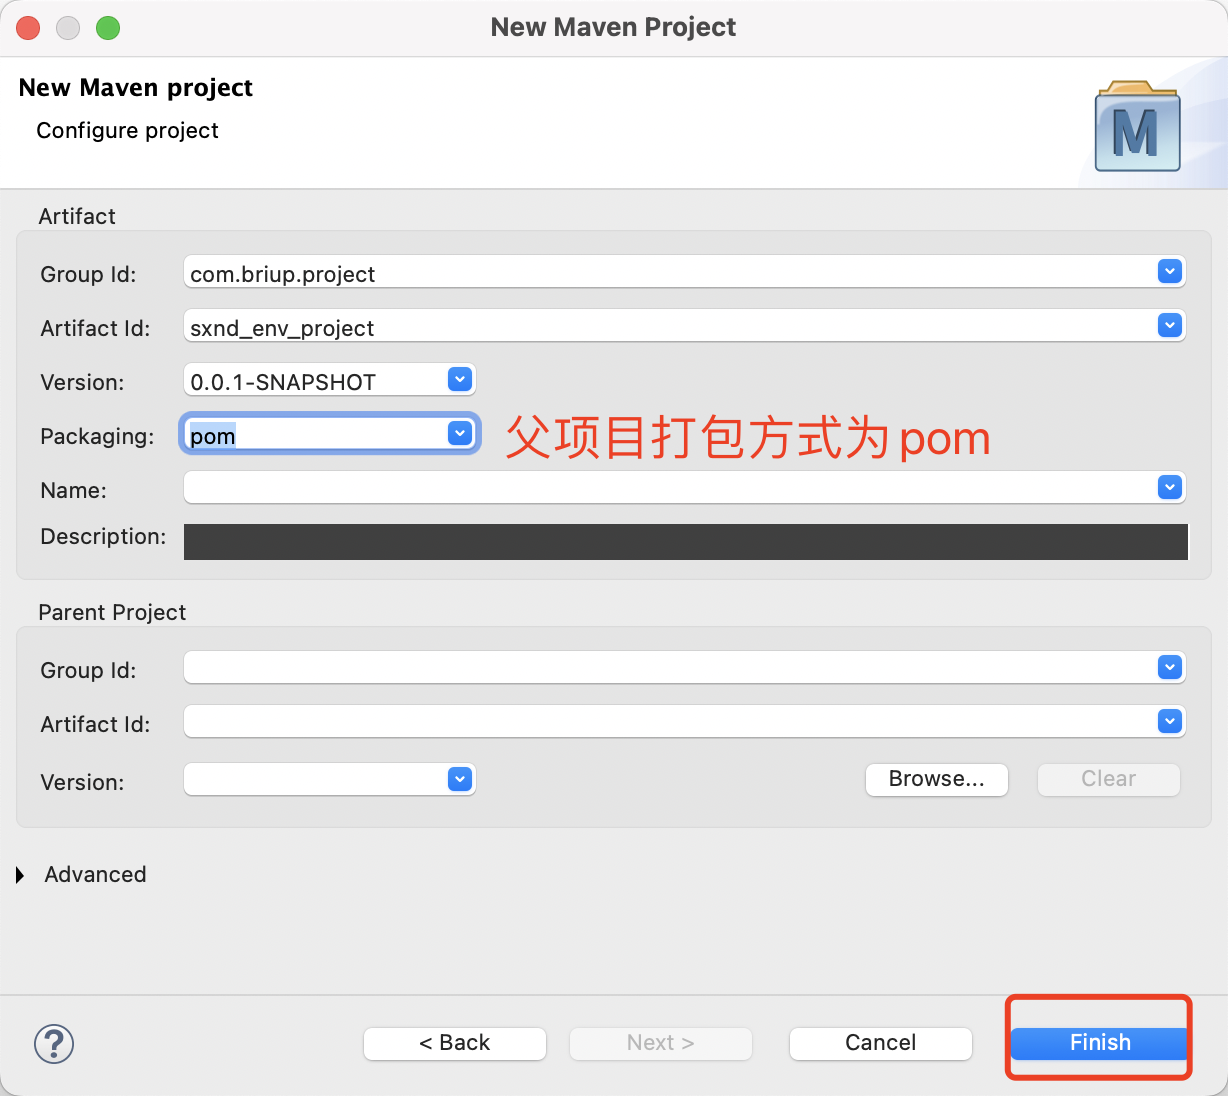 New Maven Project
New Maven project
Configure project
M
Artifact
Group Id: com.briup.project
Artifact Id: sxnd_env_project
Version: 0.0.1-SNAPSHOT
Packaging: pom 父项目打包方式为pom
Name:
Description:
Parent Project
Group Id:
Artifact Id:
Version: Browse... Clear
Advanced
? < Back Next > Cancel Finish